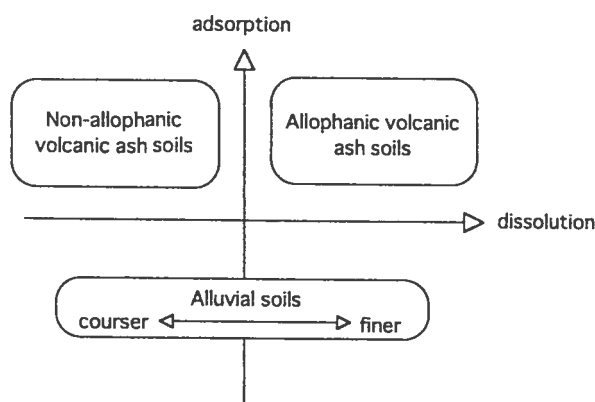 adsorption
Non-allophanic
volcanic ash soils
Allophanic volcanic
ash soils
dissolution
Alluvial soils
courser
finer